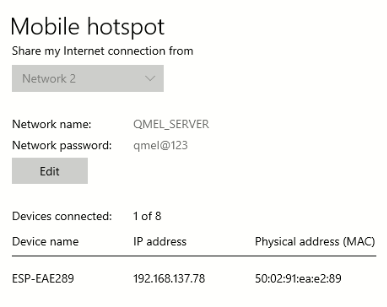 Mobile hotspot
Share my Internet connection from
Network 2
Network name: QMEL_SERVER
Network password: qmel@123
Edit
Devices connected: 1 of 8
Device name IP address Physical address (MAC)
ESP-EAE289 192.168.137.78 50:02:91:ea:e2:89